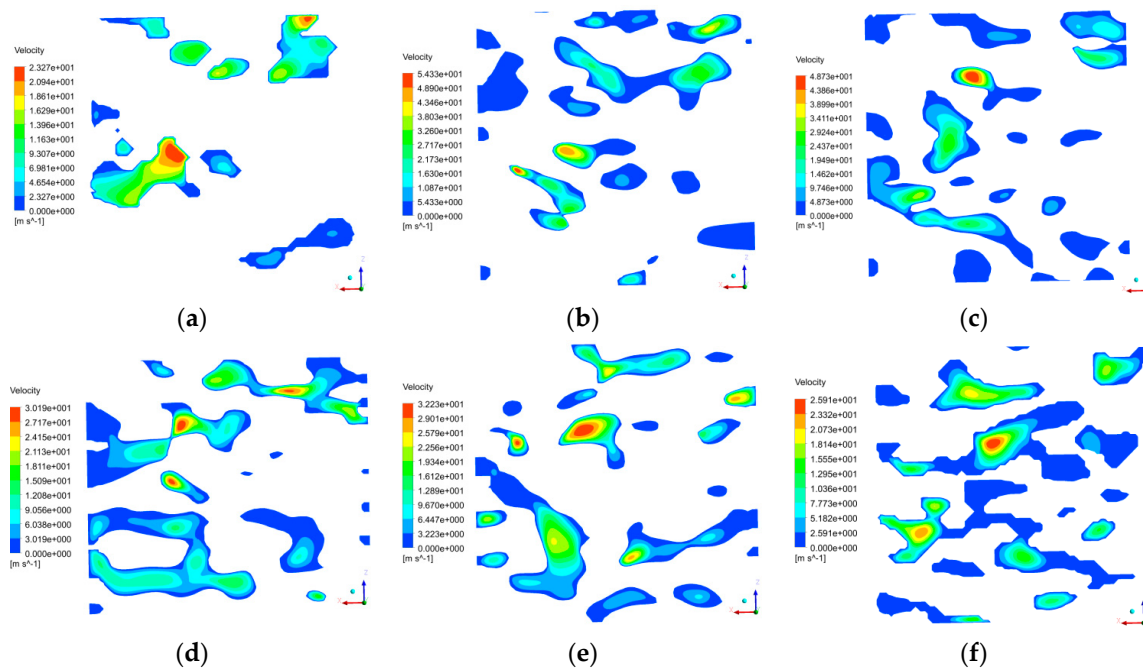 Velocity
2.327e+001
2.094e+001
1.861e+001
1.629e+001
1.396e+001
1.163e+001
9.307e+000
6.981e+000
4.654e+000
2.327e+000
0.000e+000
[m s^-1]
Z
(a)
Velocity
5.433e+001
4.890e+001
4.346e+001
3.803e+001
3.260e+001
2.717e+001
2.173e+001
1.630e+001
1.087e+001
5.433e+000
0.000e+000
[m s^-1]
Z
(b)
Velocity
4.873e+001
4.386e+001
3.899e+001
3.411e+001
2.924e+001
2.437e+001
1.949e+001
1.462e+001
9.746e+000
4.873e+000
0.000e+000
[m s^-1]
(c)
Velocity
3.019e+001
2.717e+001
2.415e+001
2.113e+001
1.811e+001
1.509e+001
1.208e+001
9.056e+000
6.038e+000
3.019e+000
0.000e+000
[m s^-1]
Z
(d)
Velocity
3.223e+001
2.901e+001
2.579e+001
2.256e+001
1.934e+001
1.612e+001
1.289e+001
9.670e+000
6.447e+000
3.223e+000
0.000e+000
[m s^-1]
Z
(e)
Velocity
2.591e+001
2.332e+001
2.073e+001
1.814e+001
1.555e+001
1.295e+001
1.036e+001
7.773e+000
5.182e+000
2.591e+000
0.000e+000
[m s^-1]
(f)